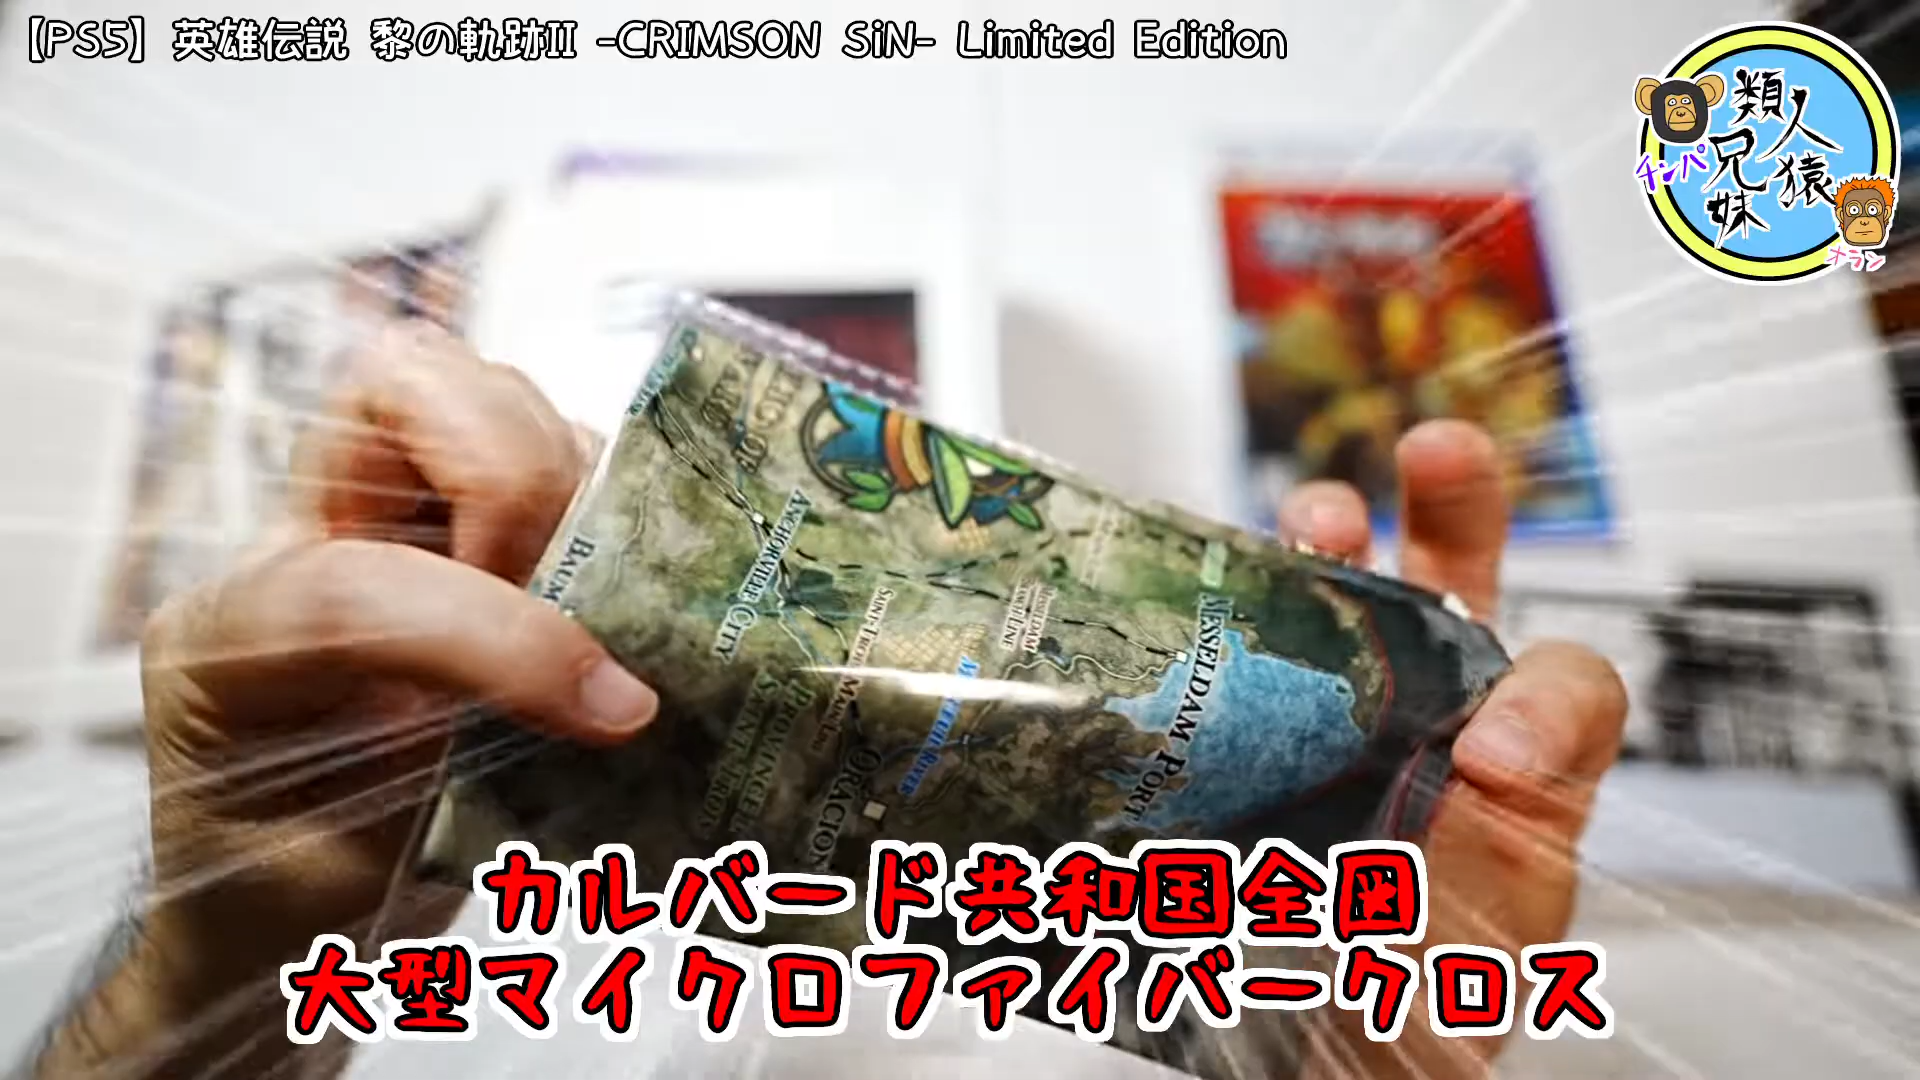 【PS5】英雄伝説 黎の軌跡II -CRIMSON SiN- Limited Edition
類人猿
兄妹
チンパ
オラン
ANCHORVILLE CITY
BAUM
MESSELDAM PORT
ORACION
RIVER
カルバード共和国全図
大型マイクロファイバークロス